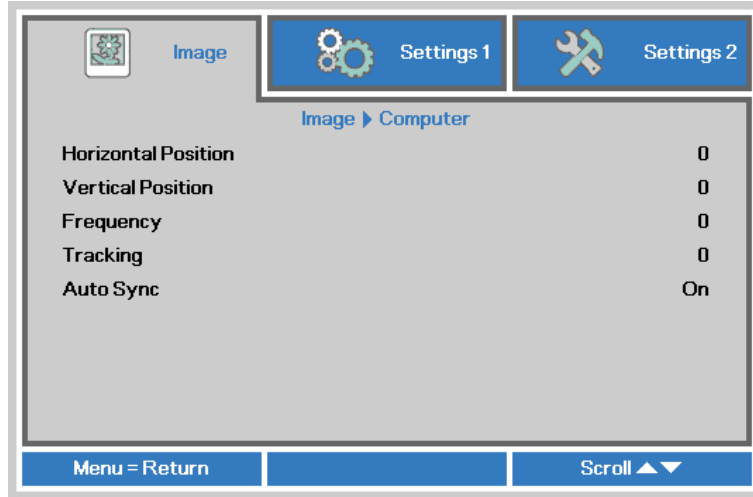 Image Settings 1 Settings 2
Image Computer
Horizontal Position 0
Vertical Position 0
Frequency 0
Tracking 0
Auto Sync On
Menu = Return Scroll